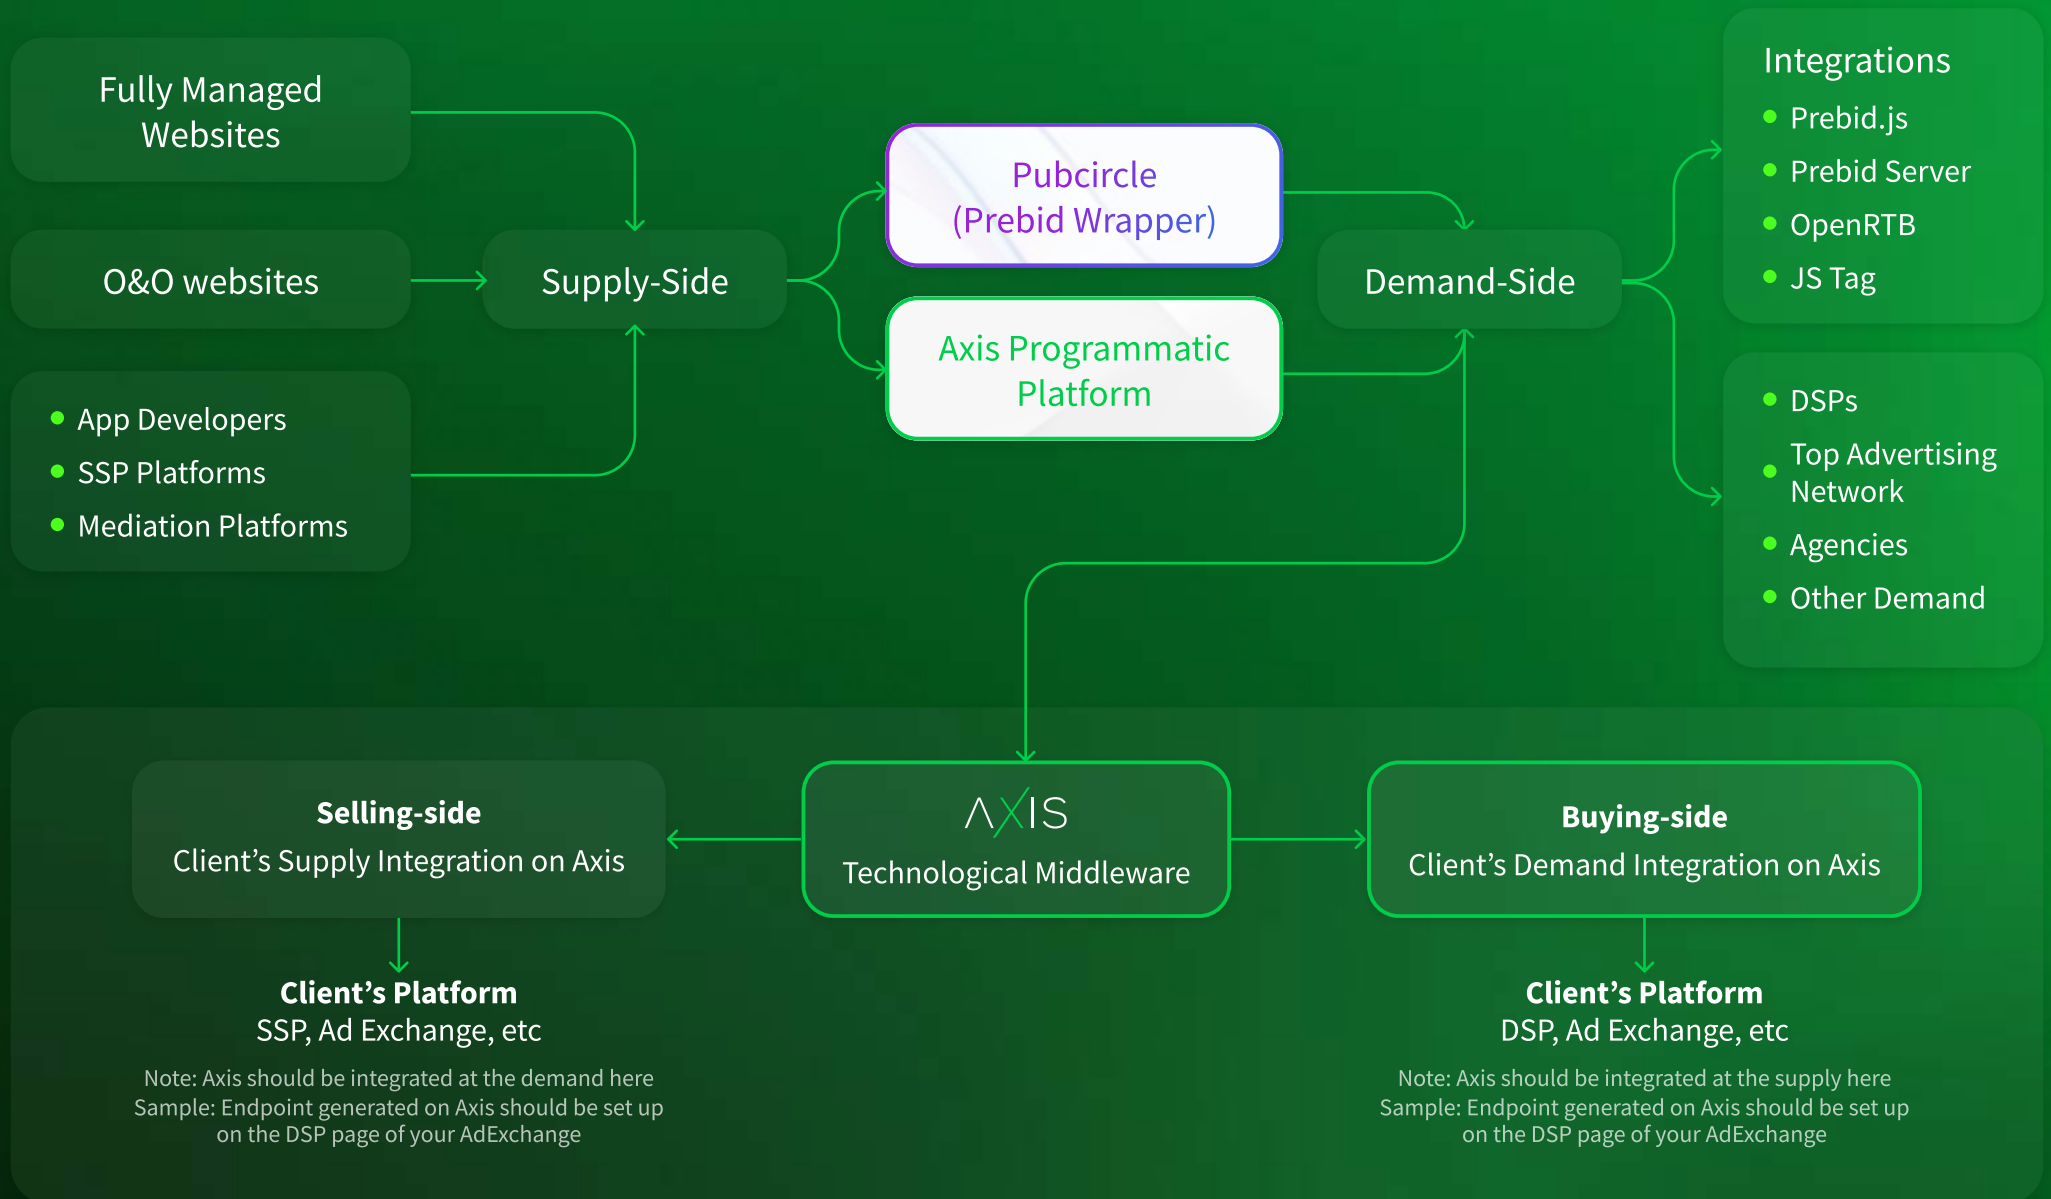 Fully Managed
Websites
O&O websites
App Developers
SSP Platforms
Mediation Platforms
Supply-Side
Pubcircle
(Prebid Wrapper)
Axis Programmatic
Platform
Demand-Side
Integrations
Prebid.js
Prebid Server
OpenRTB
JS Tag
DSPs
Top Advertising
Network
Agencies
Other Demand
Selling-side
Client’s Supply Integration on Axis
Client’s Platform
SSP, Ad Exchange, etc
Note: Axis should be integrated at the demand here
Sample: Endpoint generated on Axis should be set up
on the DSP page of your AdExchange
AXIS
Technological Middleware
Buying-side
Client’s Demand Integration on Axis
Client’s Platform
DSP, Ad Exchange, etc
Note: Axis should be integrated at the supply here
Sample: Endpoint generated on Axis should be set up
on the DSP page of your AdExchange